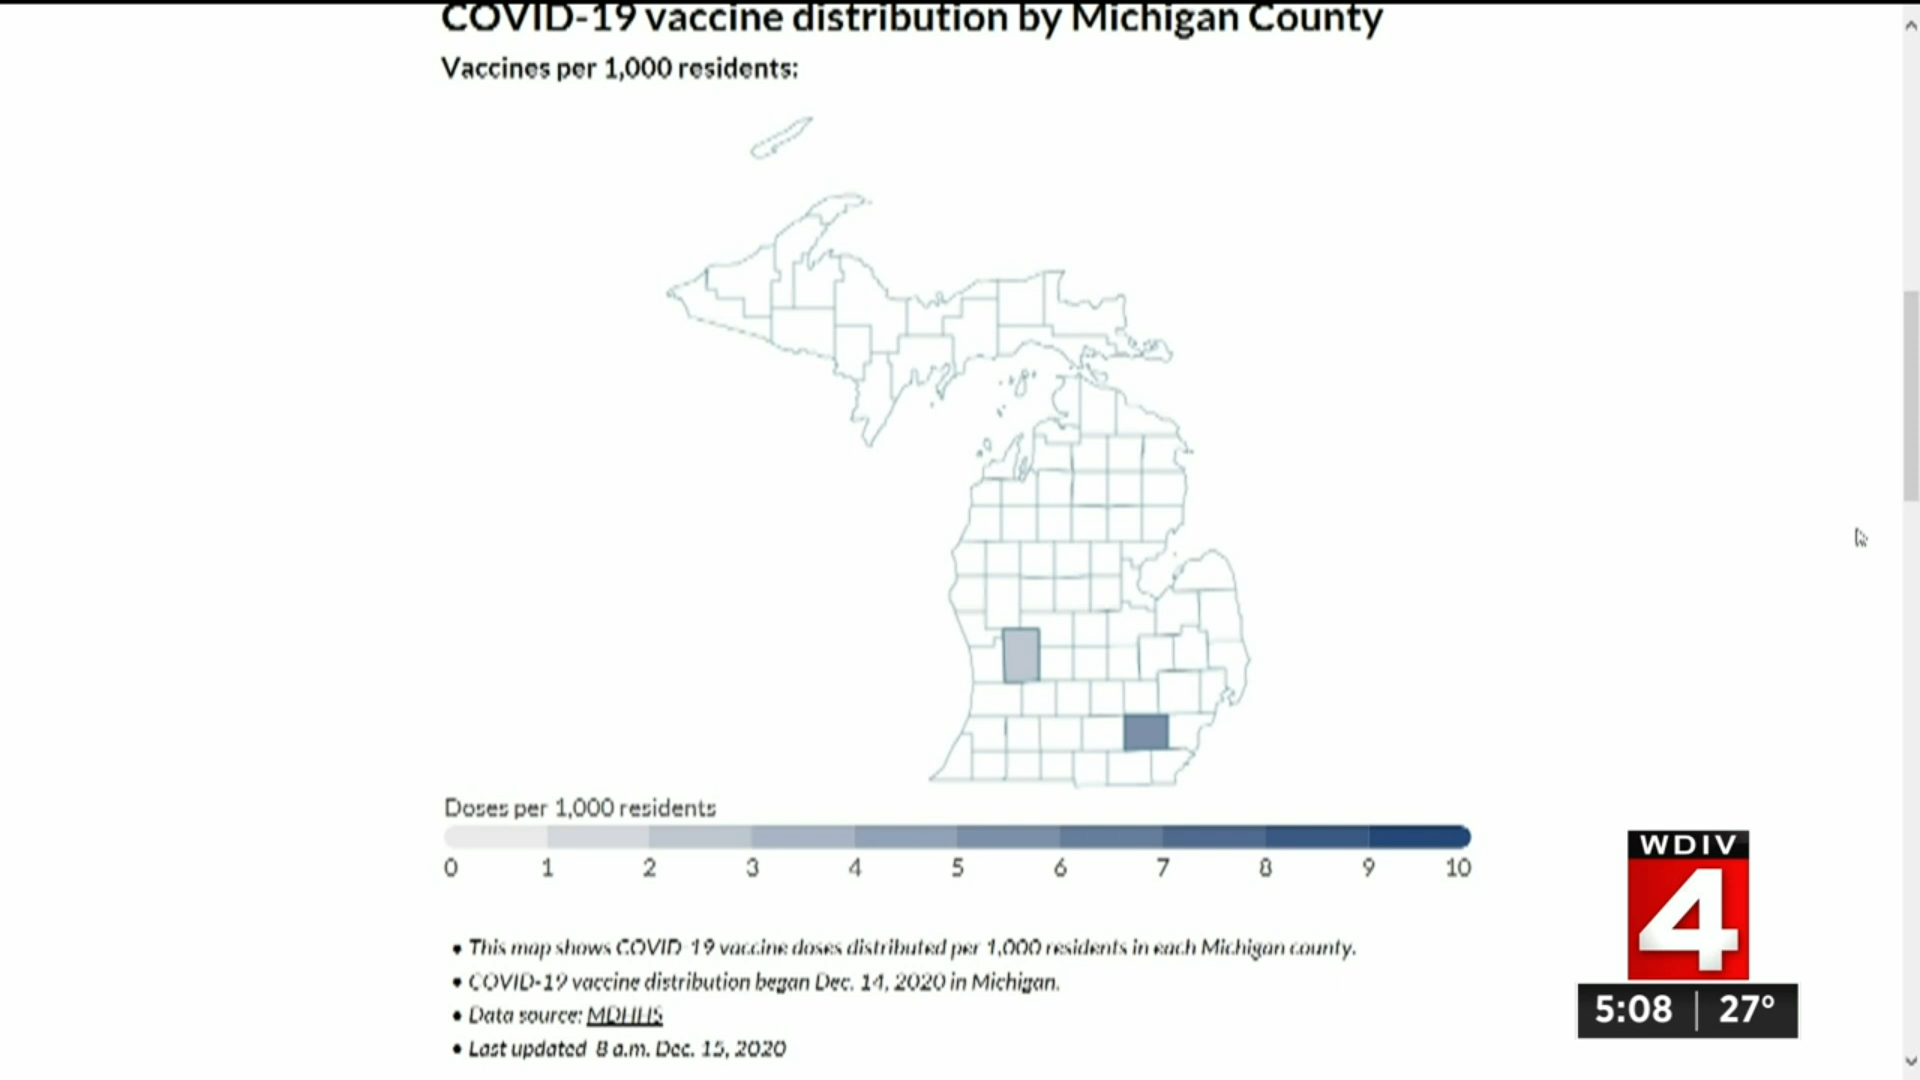 COVID-19 vaccine distribution by Michigan County
Vaccines per 1,000 residents:
Doses per 1,000 residents
0 1 2 3 4 5 6 7 8 9 10
• This map shows COVID 19 vaccine doses distributed per 1,000 residents in each Michigan county.
• COVID-19 vaccine distribution began Dec. 14, 2020 in Michigan.
• Data source: MDHHS
• Last updated 8 a.m. Dec. 15, 2020
WDIV
4
5:08 | 27°